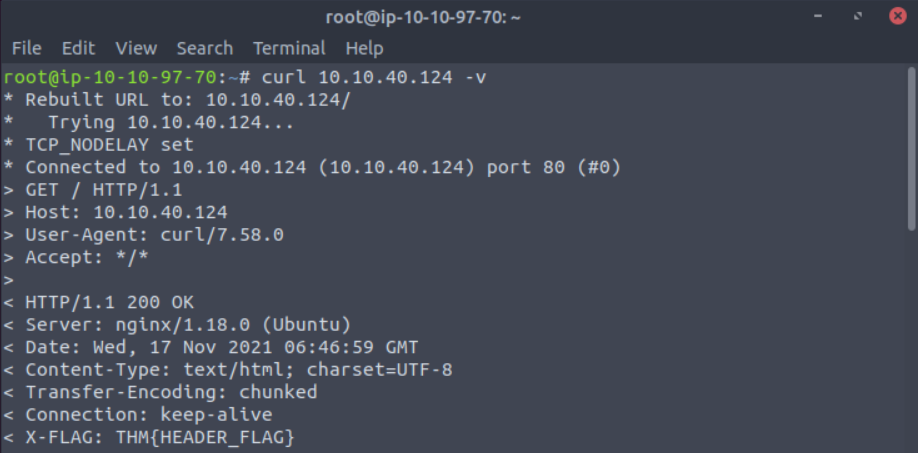 root@ip-10-10-97-70: ~
File Edit View Search Terminal Help
root@ip-10-10-97-70:~# curl 10.10.40.124 -v
* Rebuilt URL to: 10.10.40.124/
*   Trying 10.10.40.124...
* TCP_NODELAY set
* Connected to 10.10.40.124 (10.10.40.124) port 80 (#0)
> GET / HTTP/1.1
> Host: 10.10.40.124
> User-Agent: curl/7.58.0
> Accept: */*
>
< HTTP/1.1 200 OK
< Server: nginx/1.18.0 (Ubuntu)
< Date: Wed, 17 Nov 2021 06:46:59 GMT
< Content-Type: text/html; charset=UTF-8
< Transfer-Encoding: chunked
< Connection: keep-alive
< X-FLAG: THM{HEADER_FLAG}